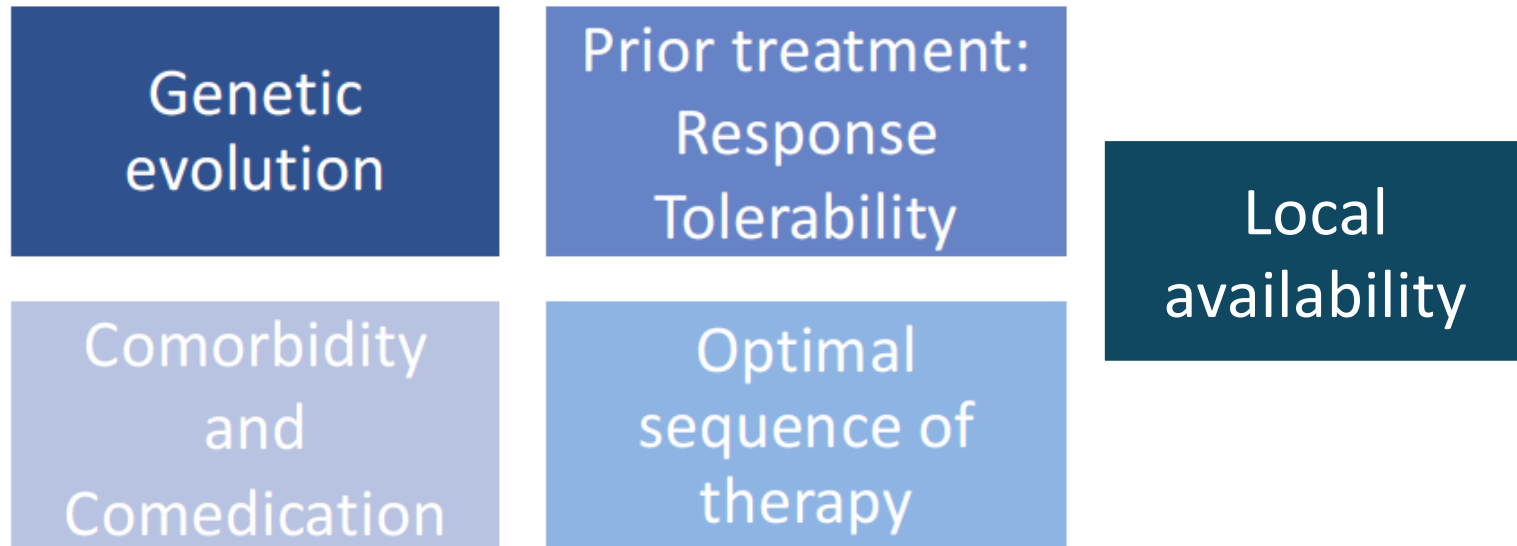 Genetic
evolution
Prior treatment:
Response
Tolerability
Local
availability
Comorbidity
and
Comedication
Optimal
sequence of
therapy